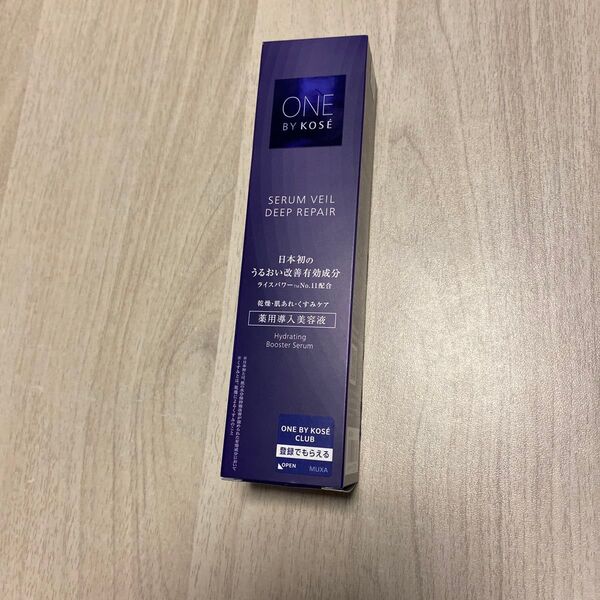 ONE
BY KOSÉ
SERUM VEIL
DEEP REPAIR
日本初の
うるおい改善有効成分
ライスパワー™No.11配合
乾燥・肌あれ・くすみケア
薬用導入美容液
Hydrating
Booster Serum
ONE BY KOSÉ
CLUB
登録でもらえる
OPEN
MUXA